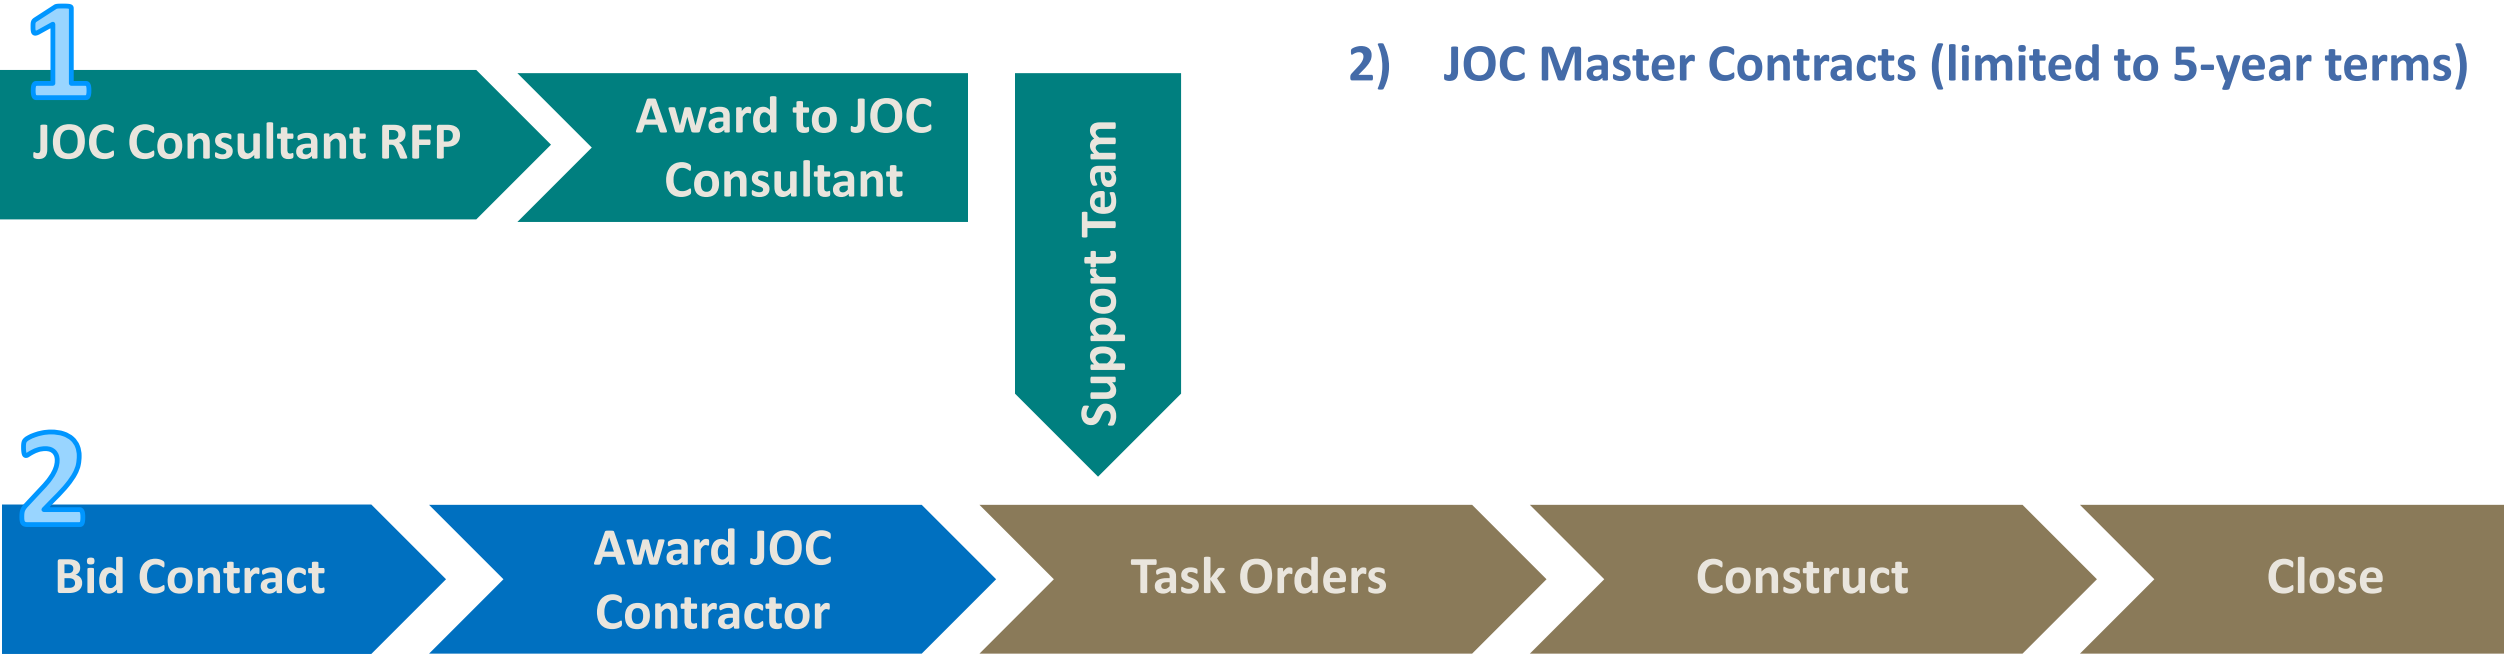 1
JOC Consultant RFP
Award to JOC
Consultant
Support Team
2) JOC Master Contracts (limited to 5-year terms)
2
Bid Contract
Award JOC
Contractor
Task Orders
Construct
Close